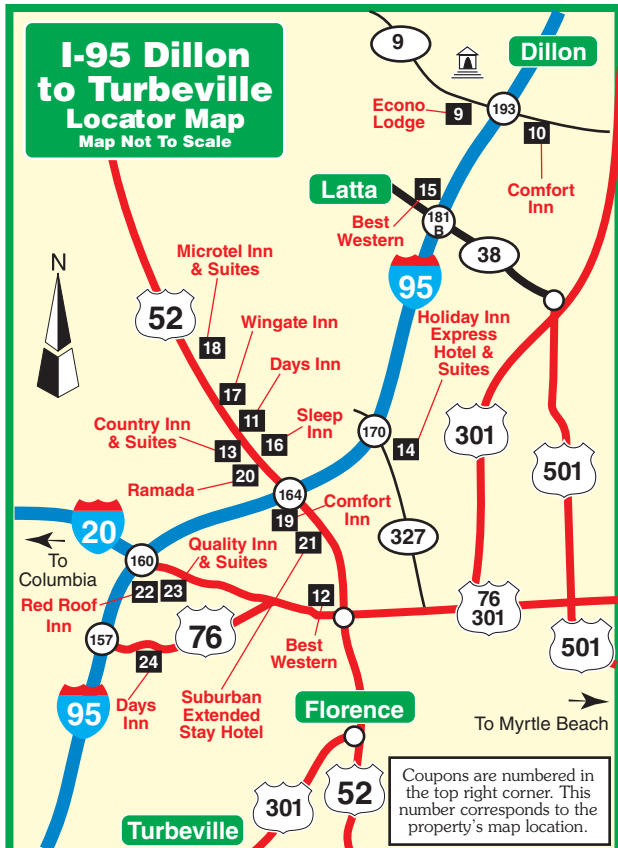 I-95 Dillon
to Turbeville
Locator Map
Map Not To Scale
9
Dillon
Econo
Lodge
9
193
10
Comfort
Inn
Latta
15
181
B
Best
Western
38
95
N
Microtel Inn
& Suites
52
18
Wingate Inn
17
Days Inn
11
Holiday Inn
Express
Hotel &
Suites
Country Inn
& Suites
13
16
Sleep
Inn
170
14
301
501
20
Ramada
164
19
Comfort
Inn
21
327
20
To
Columbia
160
Quality Inn
& Suites
22
23
Red Roof
Inn
12
76
301
157
76
24
Best
Western
501
95
Days
Inn
Suburban
Extended
Stay Hotel
Florence
To Myrtle Beach
301
52
Turbeville
Coupons are numbered in
the top right corner. This
number corresponds to the
property's map location.